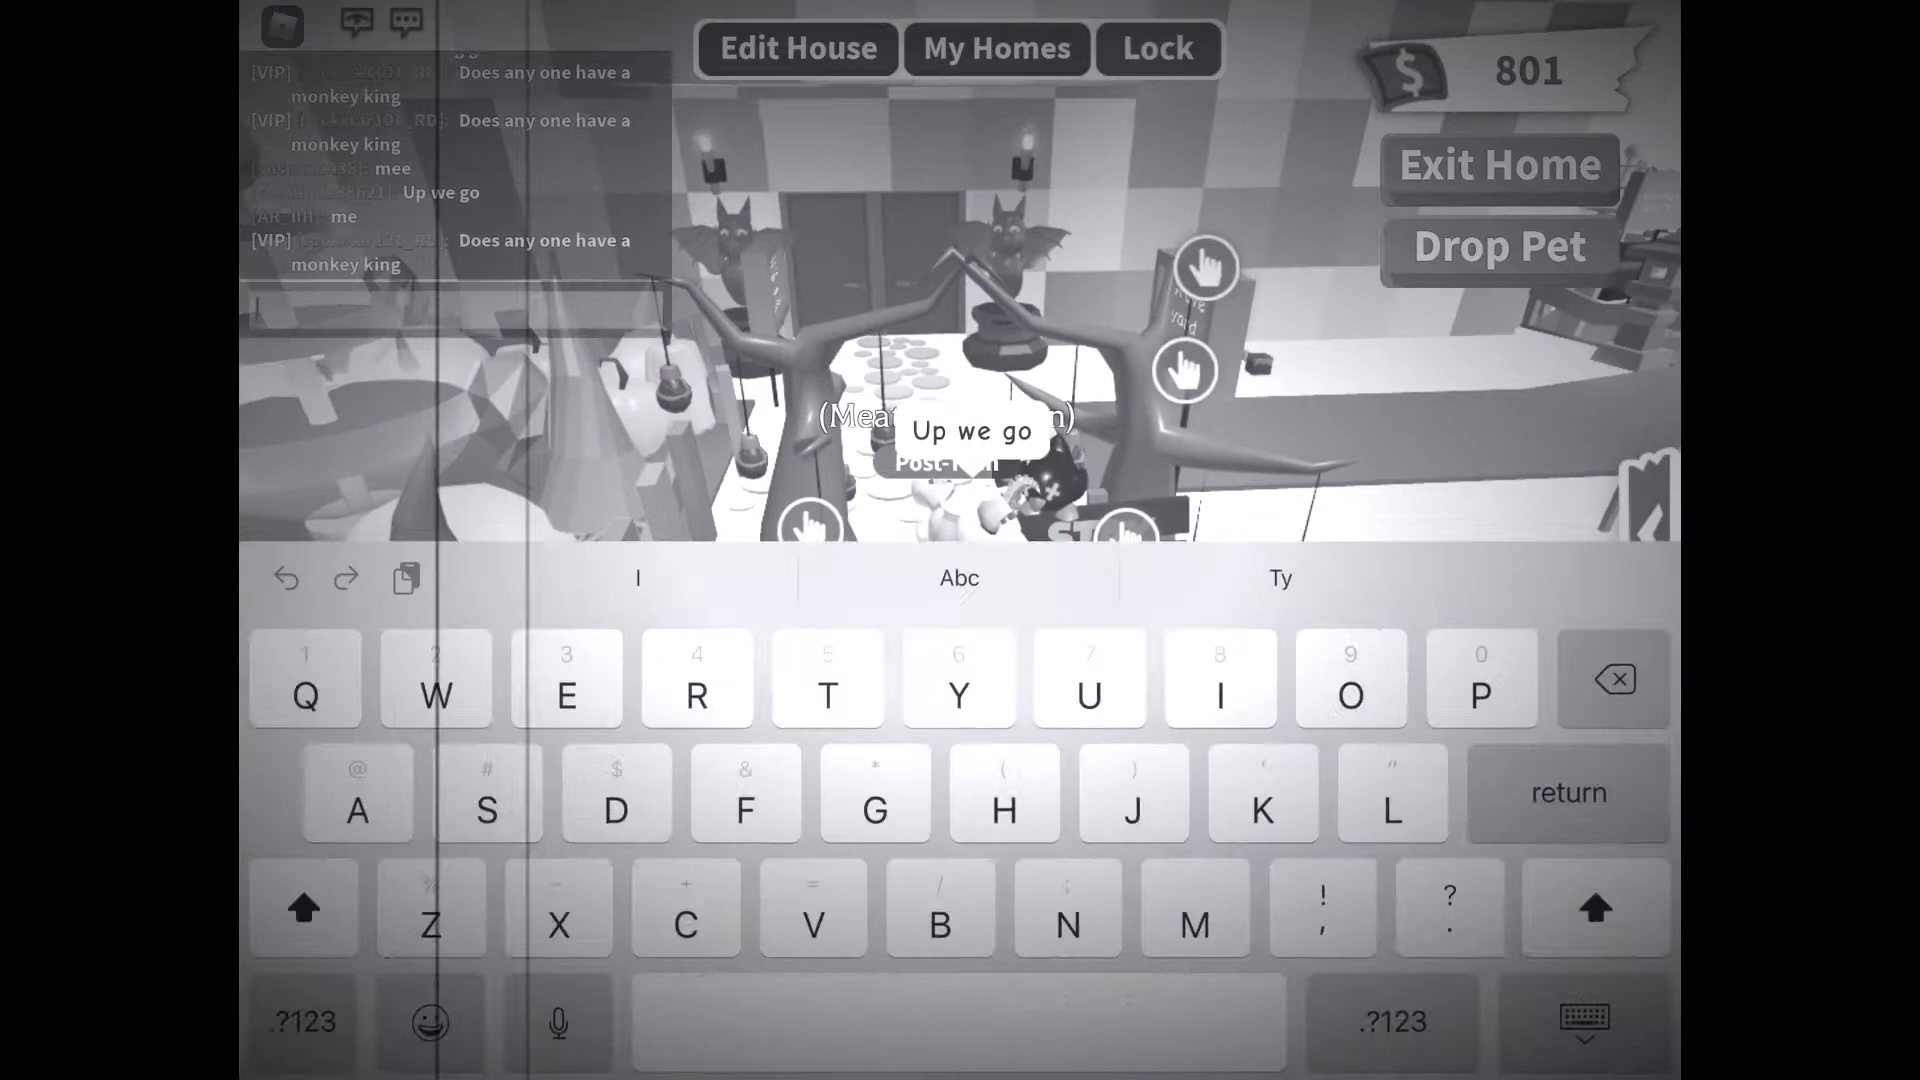 Edit House
My Homes
Lock
801
[VIP] Does any one have a
monkey king
[VIP] Does any one have a
monkey king
mee
Up we go
me
[VIP] Does any one have a
monkey king
Exit Home
Drop Pet
yard
Up we go
I
Abc
Ty
1 2 3 4 5 6 7 8 9 0
Q W E R T Y U I O P
@ # $ & * ( ) ' "
A S D F G H J K L return
% - + = / ; ! ?
Z X C V B N M , .
.?123 .?123